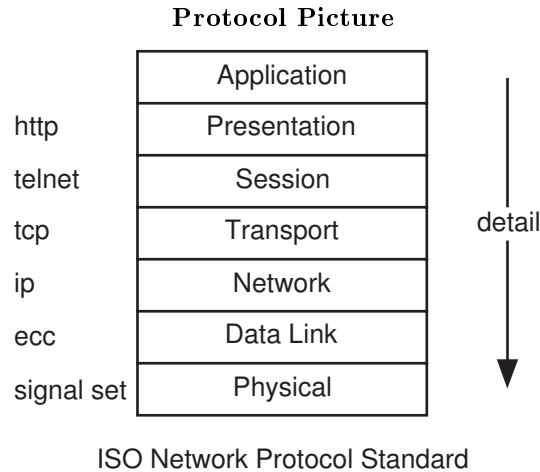 Protocol Picture
Application
http Presentation
telnet Session
tcp Transport
detail
ip Network
ecc Data Link
signal set Physical
ISO Network Protocol Standard